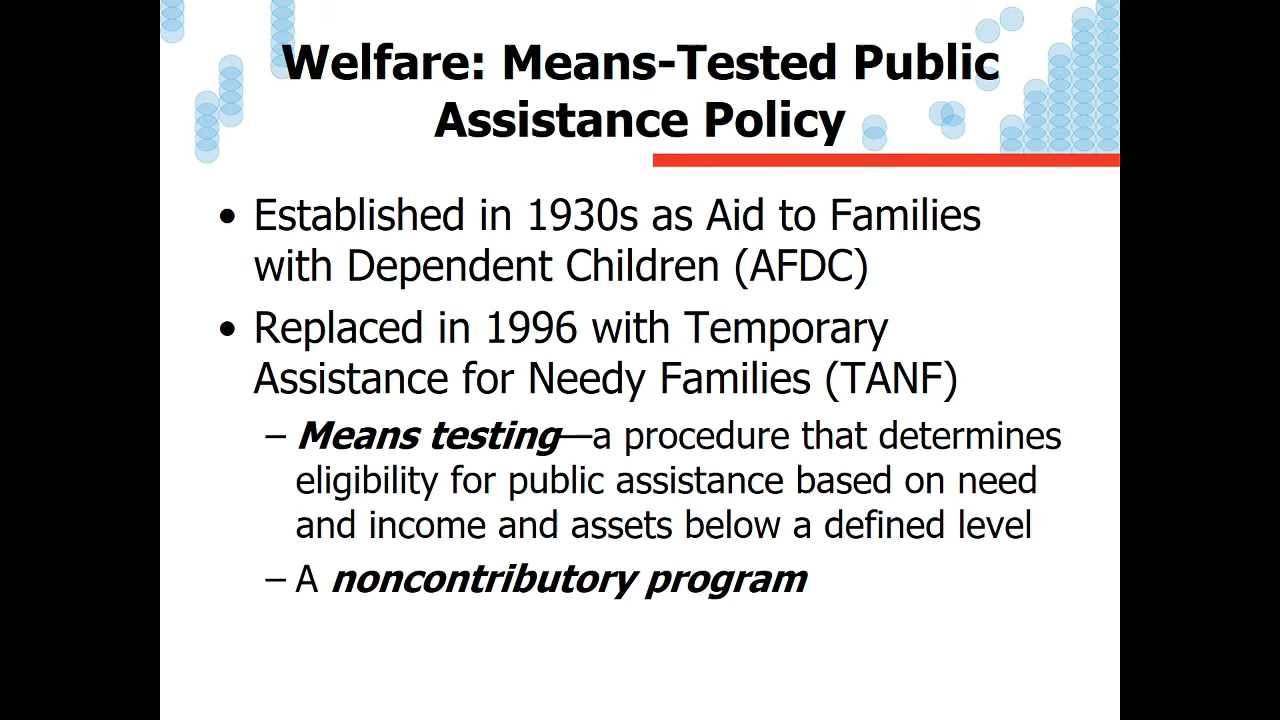 Welfare: Means-Tested Public
Assistance Policy
• Established in 1930s as Aid to Families
with Dependent Children (AFDC)
• Replaced in 1996 with Temporary
Assistance for Needy Families (TANF)
– Means testing—a procedure that determines
eligibility for public assistance based on need
and income and assets below a defined level
– A noncontributory program